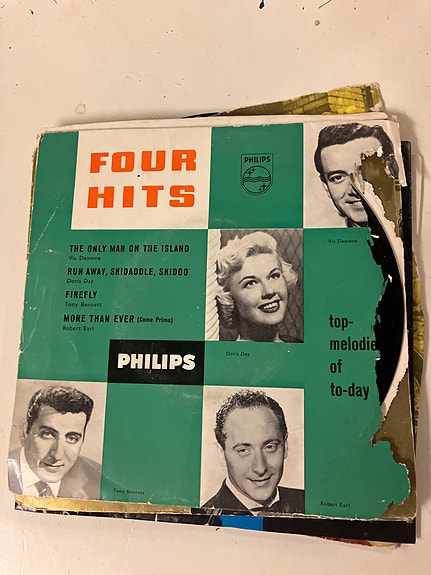 FOUR
HITS
PHILIPS
THE ONLY MAN ON THE ISLAND
Vic Damone
RUN AWAY, SKIDADDLE, SKIDOO
Doris Day
FIREFLY
Tony Bennett
MORE THAN EVER (Come Prima)
Robert Earl
Vic Damone
Doris Day
top-
melodie
of
to-day
PHILIPS
Tony Bennett
Robert Earl